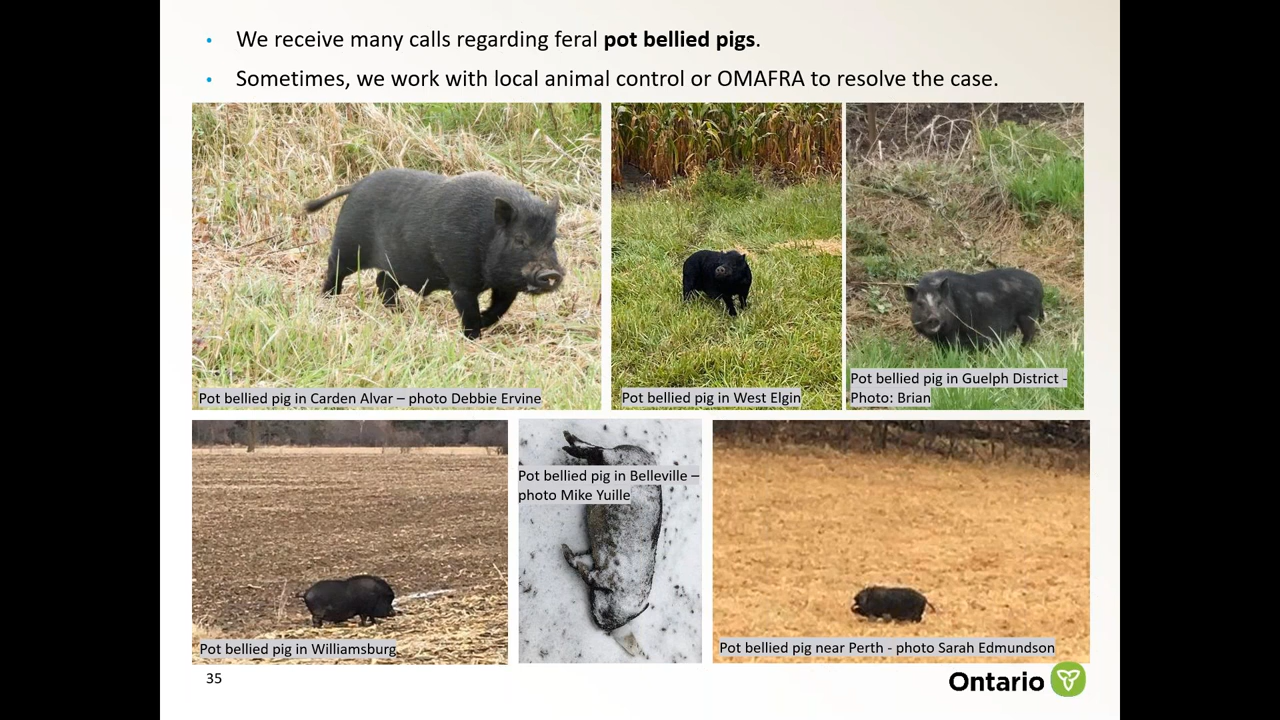 • We receive many calls regarding feral pot bellied pigs.
• Sometimes, we work with local animal control or OMAFRA to resolve the case.
Pot bellied pig in Carden Alvar – photo Debbie Ervine
Pot bellied pig in West Elgin
Pot bellied pig in Guelph District -
Photo: Brian
Pot bellied pig in Belleville –
photo Mike Yuille
Pot bellied pig in Williamsburg
Pot bellied pig near Perth - photo Sarah Edmundson
35
Ontario